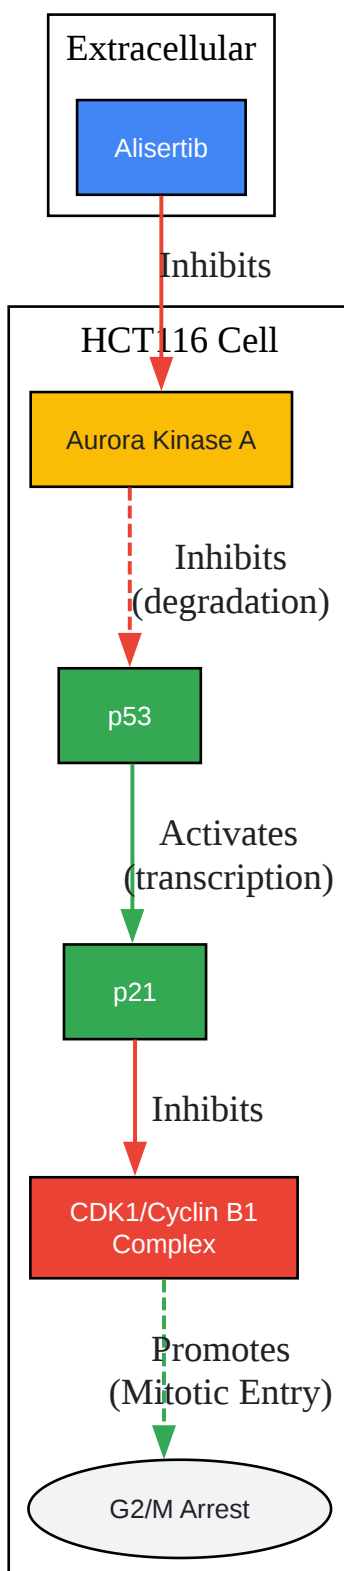 Extracellular
Alisertib
Inhibits
HCT116 Cell
Aurora Kinase A
Inhibits
(degradation)
p53
Activates
(transcription)
p21
Inhibits
CDK1/Cyclin B1
Complex
Promotes
(Mitotic Entry)
G2/M Arrest